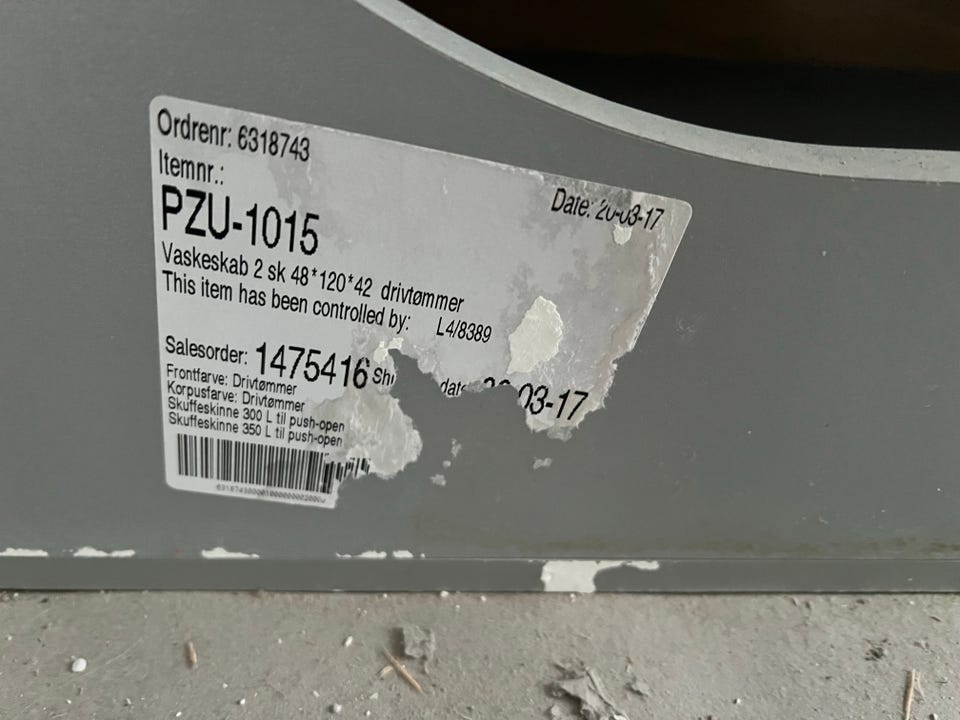 Ordrenr: 6318743
Date: 20-03-17
Itemnr.:
PZU-1015
Vaskeskab 2 sk 48*120*42 drivtømmer
This item has been controlled by: L4/8389
Salesorder: 1475416
03-17
Frontfarve: Drivtømmer
Korpusfarve: Drivtømmer
Skuffeskinne 300 L til push-open
Skuffeskinne 350 L til push-open